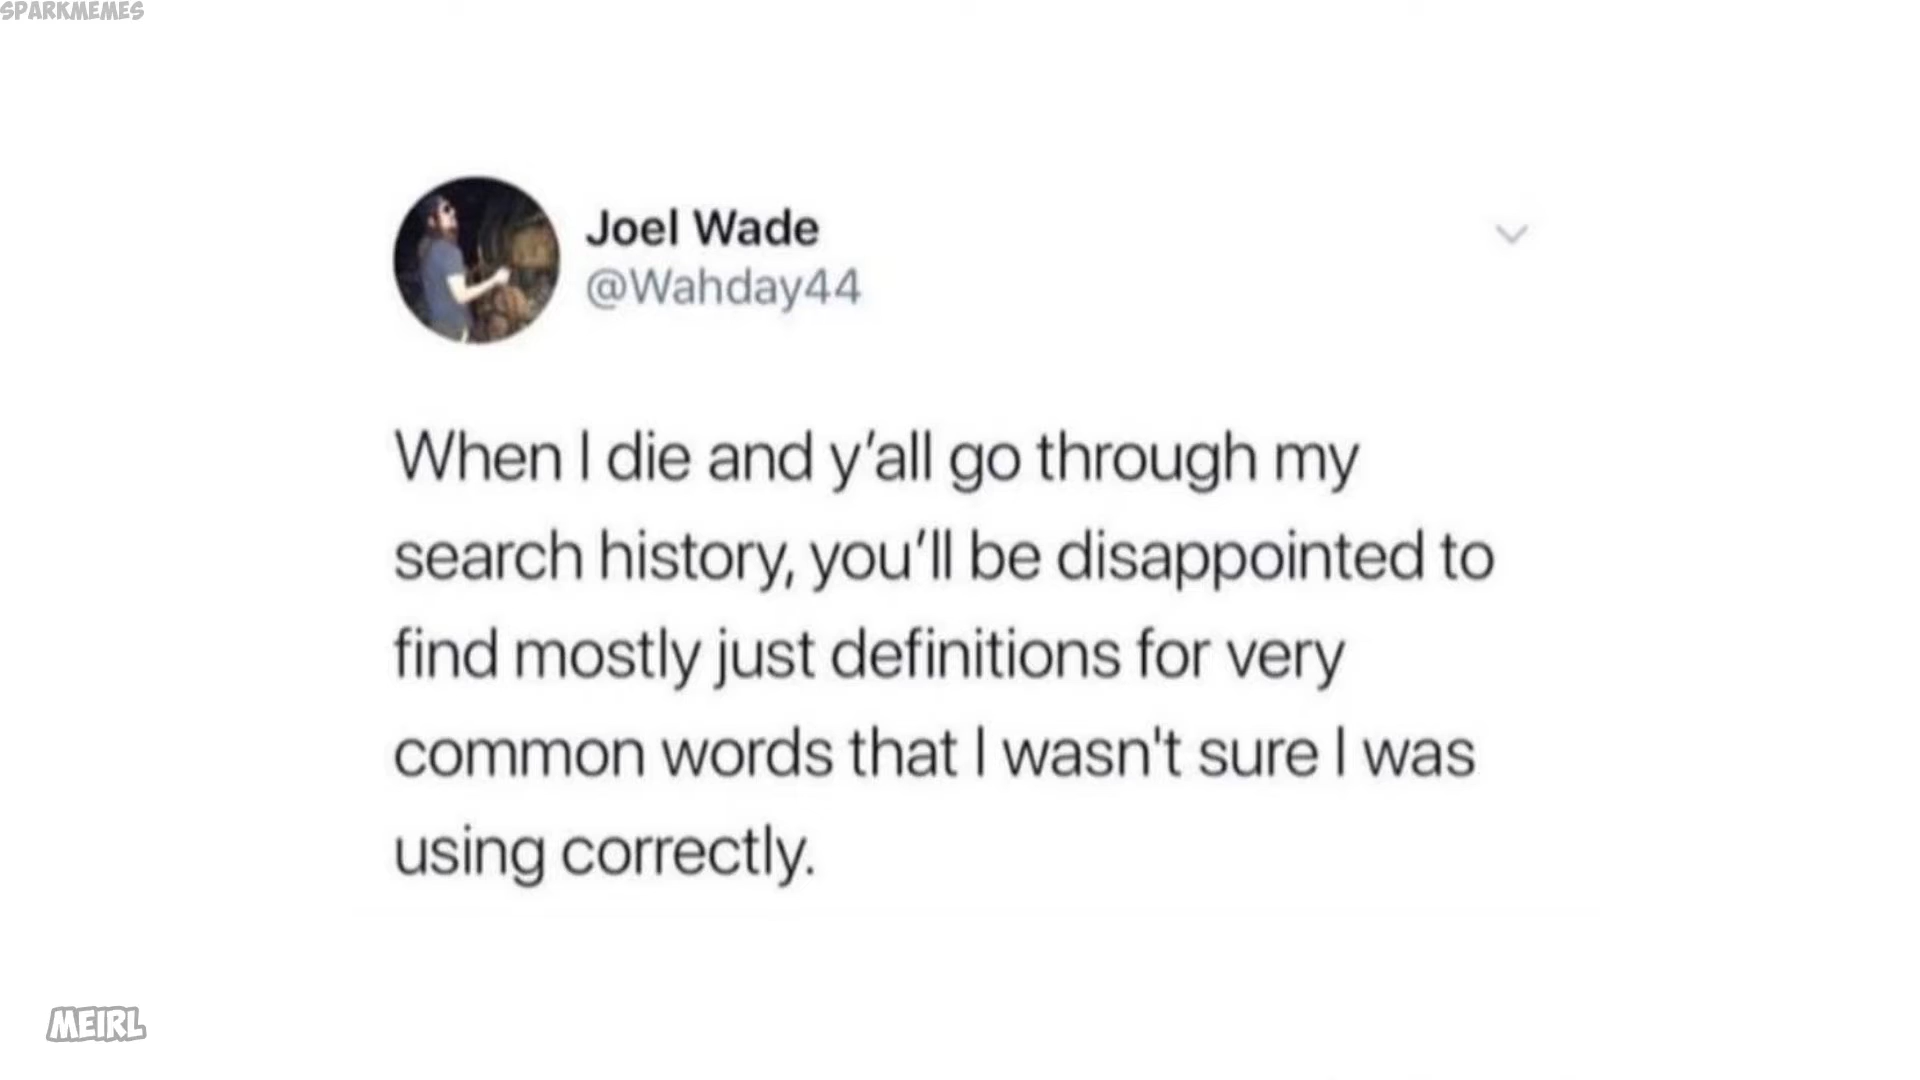 SPARKMEMES
Joel Wade
@Wahday44
When I die and y’all go through my
search history, you’ll be disappointed to
find mostly just definitions for very
common words that I wasn't sure I was
using correctly.
MEIRL